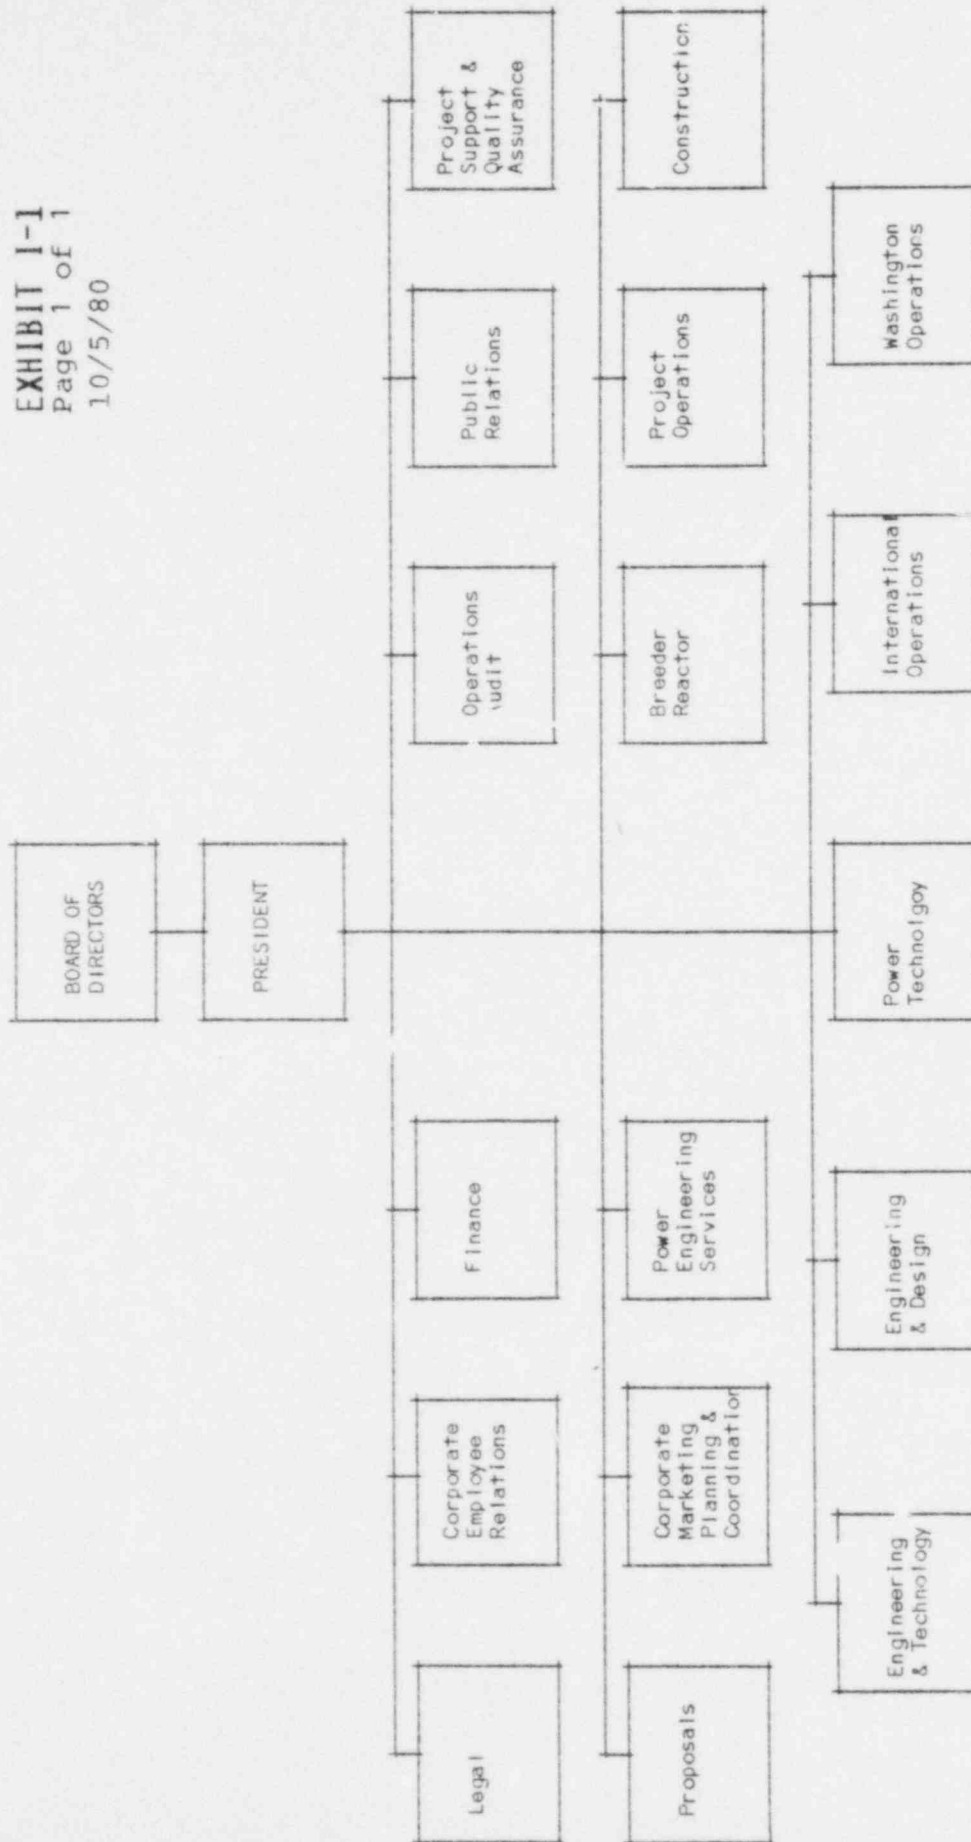 EXHIBIT I-1
Page 1 of 1
10/5/80
BOARD OF
DIRECTORS
PRESIDENT
Legal
Corporate
Employee
Relations
Finance
Operations
\udit
Public
Relations
Project
Support &
Quality
Assurance
Proposals
Corporate
Marketing
Planning &
Coordination
Power
Engineering
Services
Breeder
Reactor
Project
Operations
Construction
Engineering
& Technology
Engineering
& Design
Power
Technolgoy
International
Operations
Washington
Operations